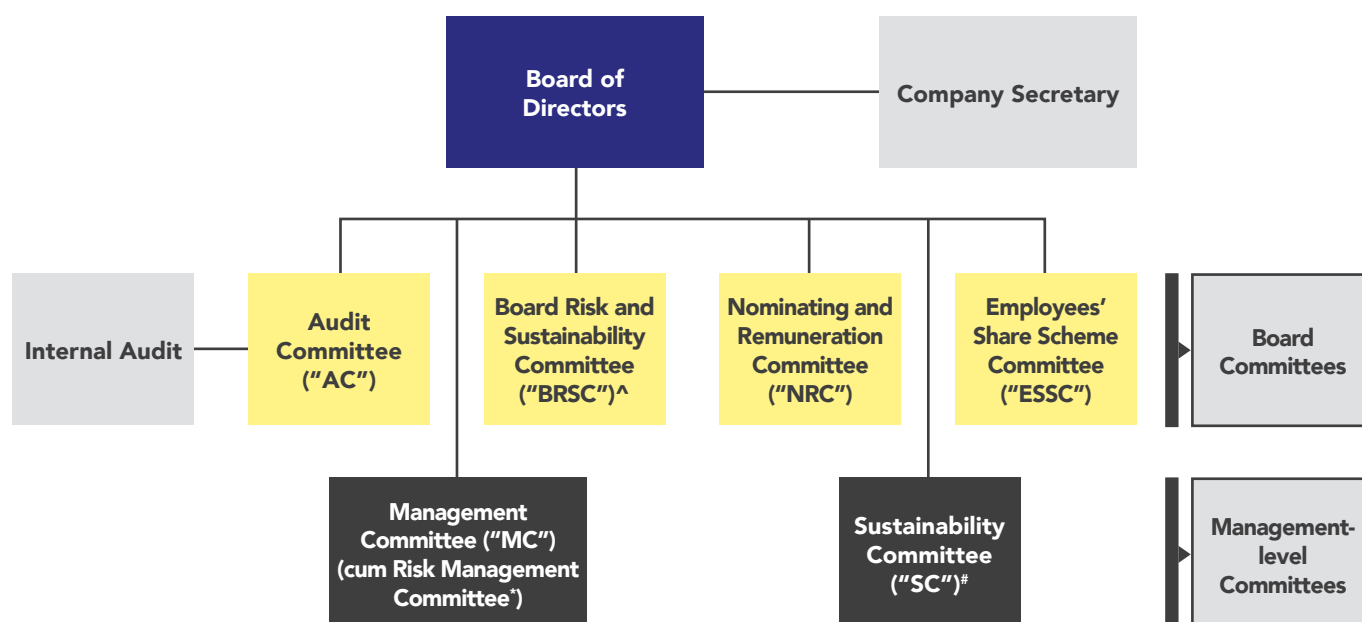 Board of
Directors
Company Secretary
Internal Audit
Audit
Committee
(“AC”)
Board Risk and
Sustainability
Committee
(“BRSC”)^
Nominating and
Remuneration
Committee
(“NRC”)
Employees’
Share Scheme
Committee
(“ESSC”)
Board
Committees
Management
Committee (“MC”)
(cum Risk Management
Committee*)
Sustainability
Committee
(“SC”)#
Management-
level
Committees